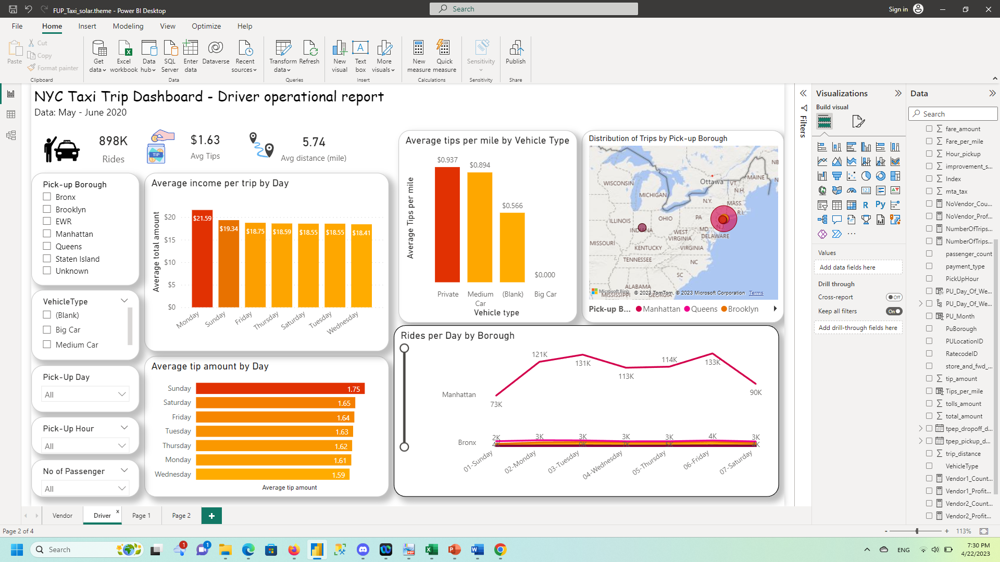 FUP_Taxi_solar.theme - Power BI Desktop
Search
Sign in
File
Home
Insert
Modeling
View
Optimize
Help
Paste
Cut
Copy
Format painter
Clipboard
Get data
Excel workbook
Data hub
SQL Server
Enter data
Dataverse
Recent sources
Data
Transform data
Refresh
Queries
New visual
Text box
More visuals
Insert
New measure
Quick measure
Calculations
Sensitivity
Sensitivity
Publish
Share
NYC Taxi Trip Dashboard - Driver operational report
Data: May - June 2020
TAXI
898K
Rides
TIP
$1.63
Avg Tips
5.74
Avg distance (mile)
Pick-up Borough
Bronx
Brooklyn
EWR
Manhattan
Queens
Staten Island
Unknown
VehicleType
(Blank)
Big Car
Medium Car
Pick-Up Day
All
Pick-Up Hour
All
No of Passenger
All
Average income per trip by Day
Average total amount
$20
$15
$10
$5
$0
$21.59
$19.34
$18.75
$18.59
$18.55
$18.55
$18.41
Monday
Sunday
Friday
Thursday
Saturday
Tuesday
Wednesday
Average tip amount by Day
Sunday 1.75
Saturday 1.65
Friday 1.64
Tuesday 1.63
Thursday 1.62
Monday 1.61
Wednesday 1.59
Average tip amount
Average tips per mile by Vehicle Type
Average Tips per mile
$0.937
$0.894
$0.566
$0.000
Private
Medium Car
(Blank)
Big Car
Vehicle type
Distribution of Trips by Pick-up Borough
Ottawa
WISCONSIN
MICHIGAN
MAINE
NB
N
VT.
N.H.
N.Y.
MASS.
R.I.
PA
NJ
ILLINOIS
INDIANA
OHIO
MD
DELAWARE
WEST VIRGINIA
MISSOURI
KENTUCKY
VIRGINIA
TENNESSEE
NC
SC
ALABAMA
MISSISSIPPI
GEORGIA
Microsoft Bing
© 2023 TomTom, © 2023 Microsoft Corporation Terms
Pick-up B...
Manhattan
Queens
Brooklyn
Rides per Day by Borough
Manhattan
73K
121K
131K
113K
114K
133K
90K
Bronx
2K
3K
3K
3K
3K
4K
3K
4K
4K
01-Sunday
02-Monday
03-Tuesday
04-Wednesday
05-Thursday
06-Friday
07-Saturday
Filters
Visualizations
Build visual
123
R
Py
Values
Add data fields here
Drill through
Cross-report
Off
Keep all filters
On
Add drill-through fields here
Data
Search
fare_amount
Fare_per_mile
Hour_pickup
improvement_s...
Index
mta_tax
NoVendor_Cou...
NoVendor_Prof...
NumberOfTrips...
NumberOfTrips...
passenger_count
payment_type
PickUpHour
PU_Day_Of_We...
PU_Day_Of_We...
PU_Month
PuBorough
PULocationID
RatecodeID
store_and_fwd_...
tip_amount
Tips_per_mile
tolls_amount
total_amount
tpep_dropoff_d...
tpep_pickup_d...
trip_distance
VehicleType
Vendor1_Count...
Vendor1_Profit...
Vendor2_Count...
Vendor2_Profit...
Vendor
Driver
x
Page 1
Page 2
+
Page 2 of 4
- + 113%
Search
1
1
ENG
7:30 PM
4/22/2023